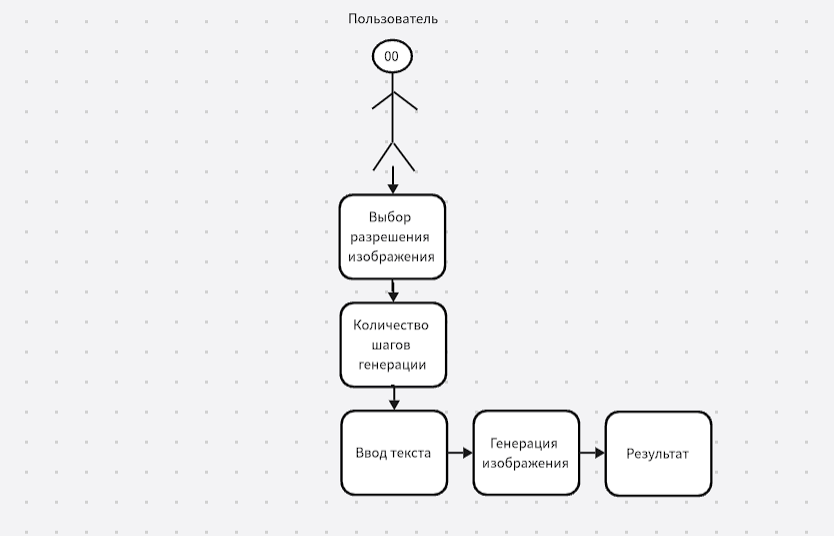 Пользователь
00
Выбор
разрешения
изображения
Количество
шагов
генерации
Ввод текста
Генерация
изображения
Результат